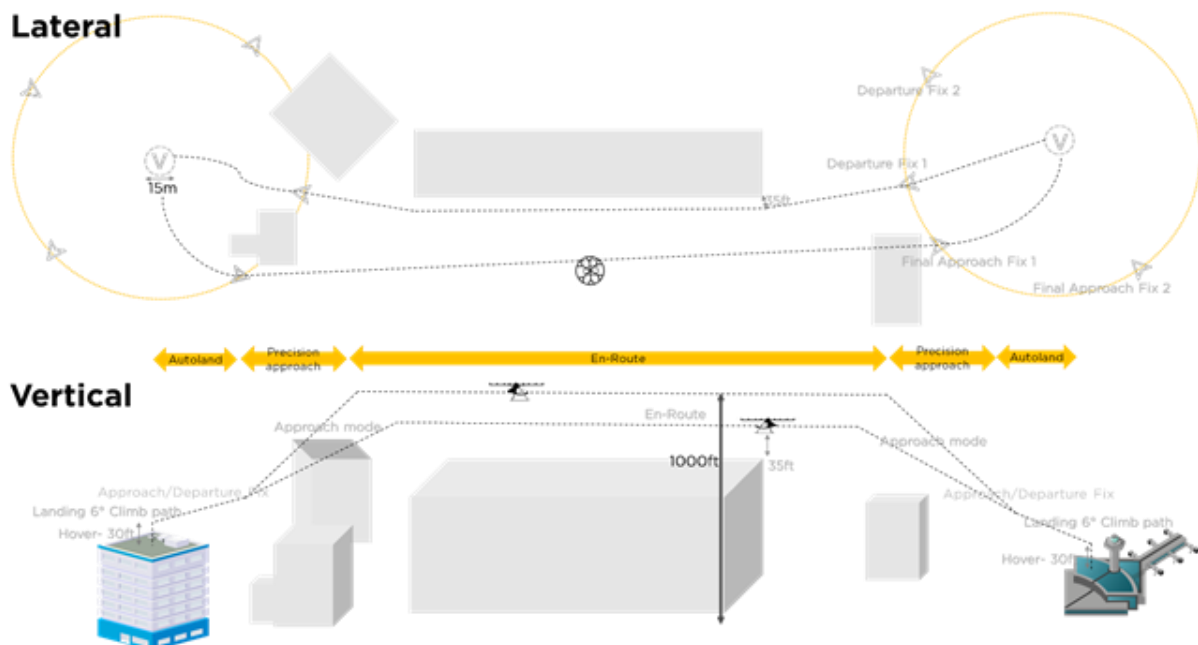 Lateral
Departure Fix 2
V
V
Departure Fix 1
15m
35ft
Final Approach Fix 1
Final Approach Fix 2
Autoland
Precision
approach
En-Route
Precision
approach
Autoland
Vertical
En-Route
Approach mode
Approach mode
1000ft
35ft
Approach/Departure Fix
Approach/Departure Fix
Landing 6° Climb path
Landing 6° Climb path
Hover- 30ft
Hover- 30ft